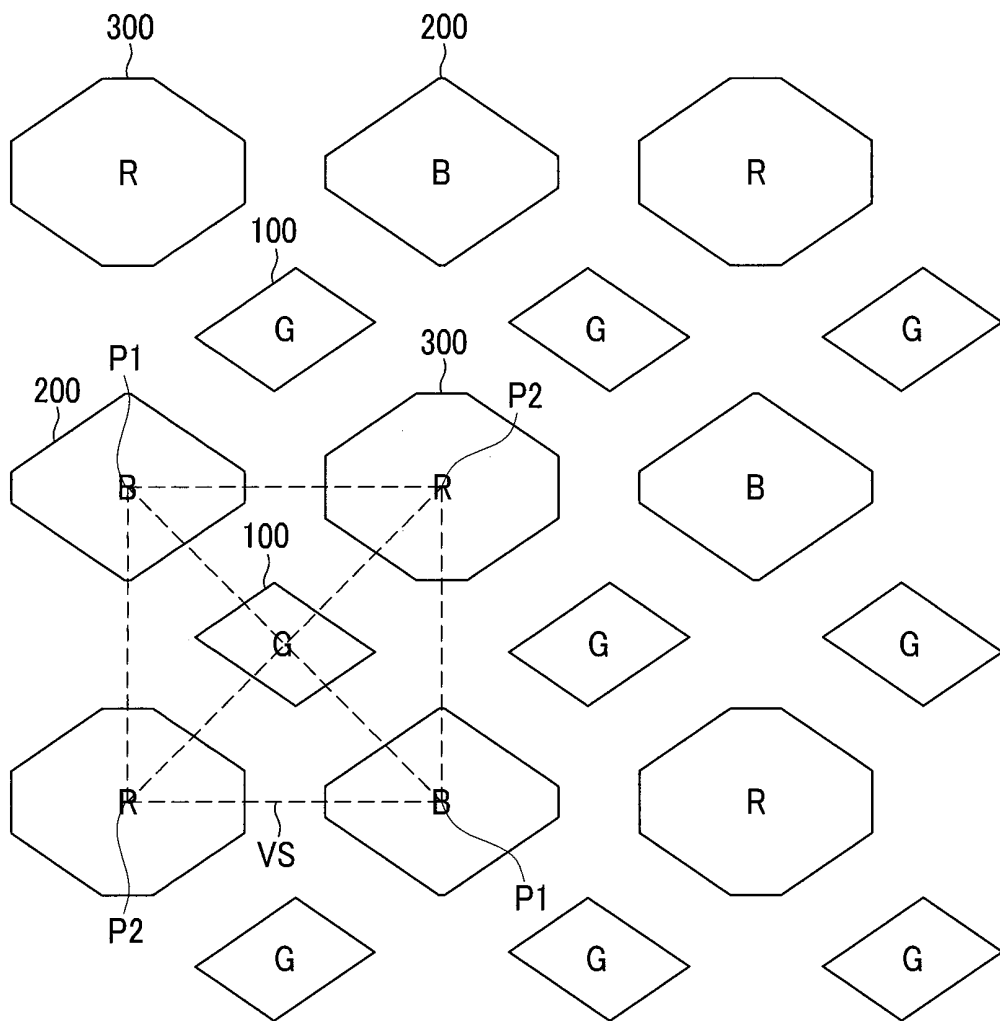 300 200
R B R
100
G G G
300
P1
200 P2
B R B
100
G G G
R B R
VS
P2 P1
G G G